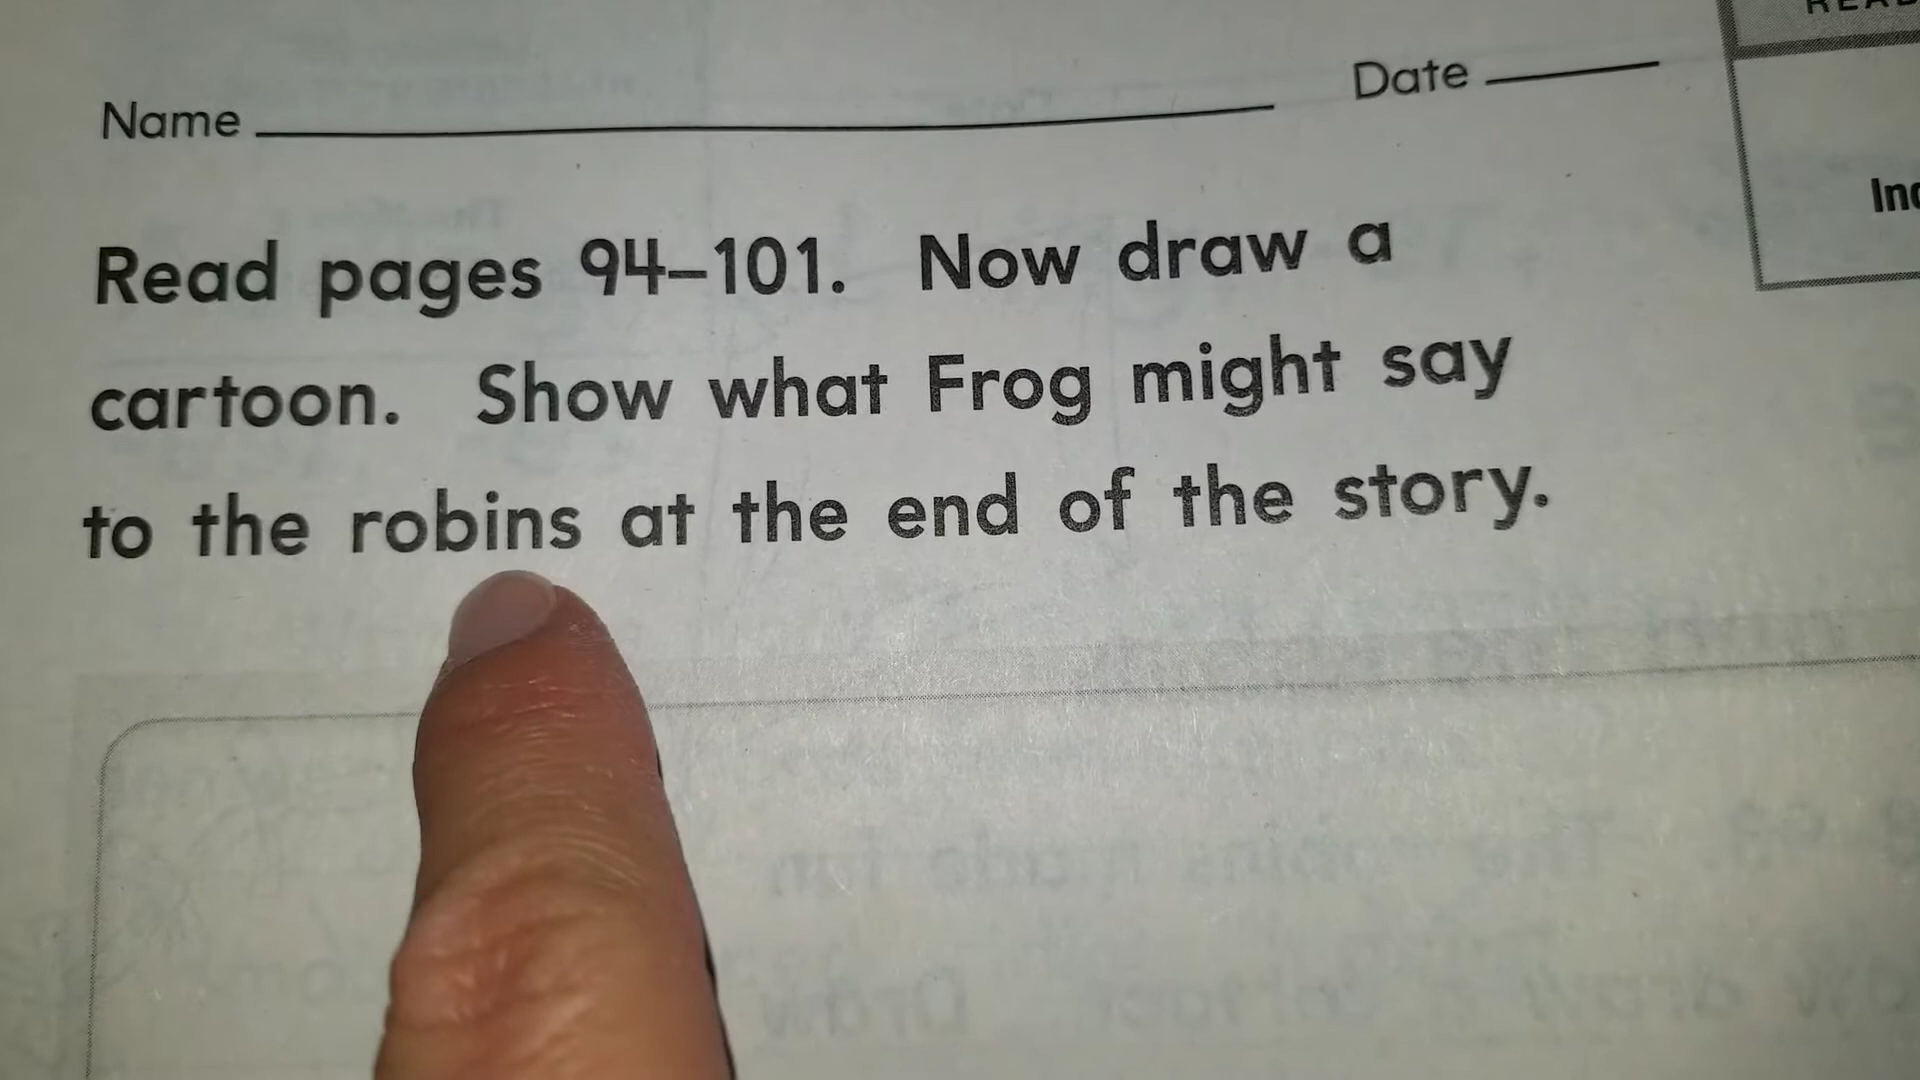 Name Date
Read pages 94–101. Now draw a
cartoon. Show what Frog might say
to the robins at the end of the story.